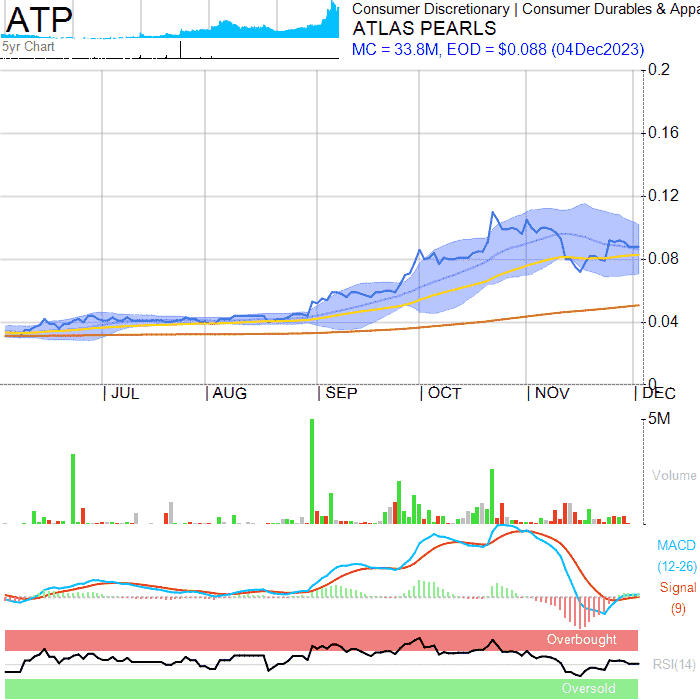 ATP
5yr Chart
Consumer Discretionary | Consumer Durables & Appa
ATLAS PEARLS
MC = 33.8M, EOD = $0.088 (04Dec2023)
0.2
0.16
0.12
0.08
0.04
0
JUL AUG SEP OCT NOV DEC
5M
Volume
MACD
(12-26)
Signal
(9)
Overbought
RSI(14)
Oversold